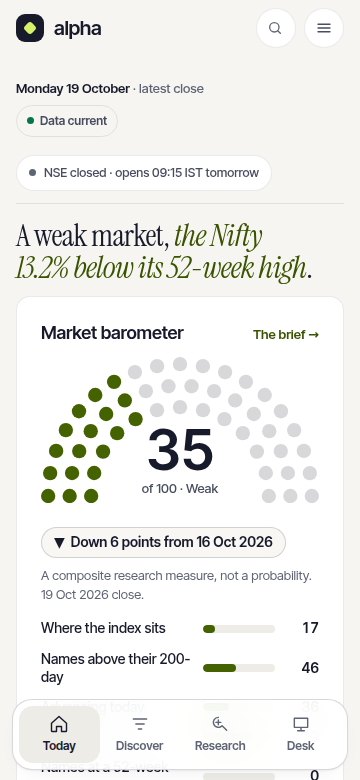 alpha
Monday 19 October · latest close
Data current
NSE closed · opens 09:15 IST tomorrow
A weak market, the Nifty
13.2% below its 52-week high.
Market barometer
The brief →
35
of 100 · Weak
▼ Down 6 points from 16 Oct 2026
A composite research measure, not a probability.
19 Oct 2026 close.
Where the index sits 17
Names above their 200-
day 46
Today
Discover
Research
Desk
0